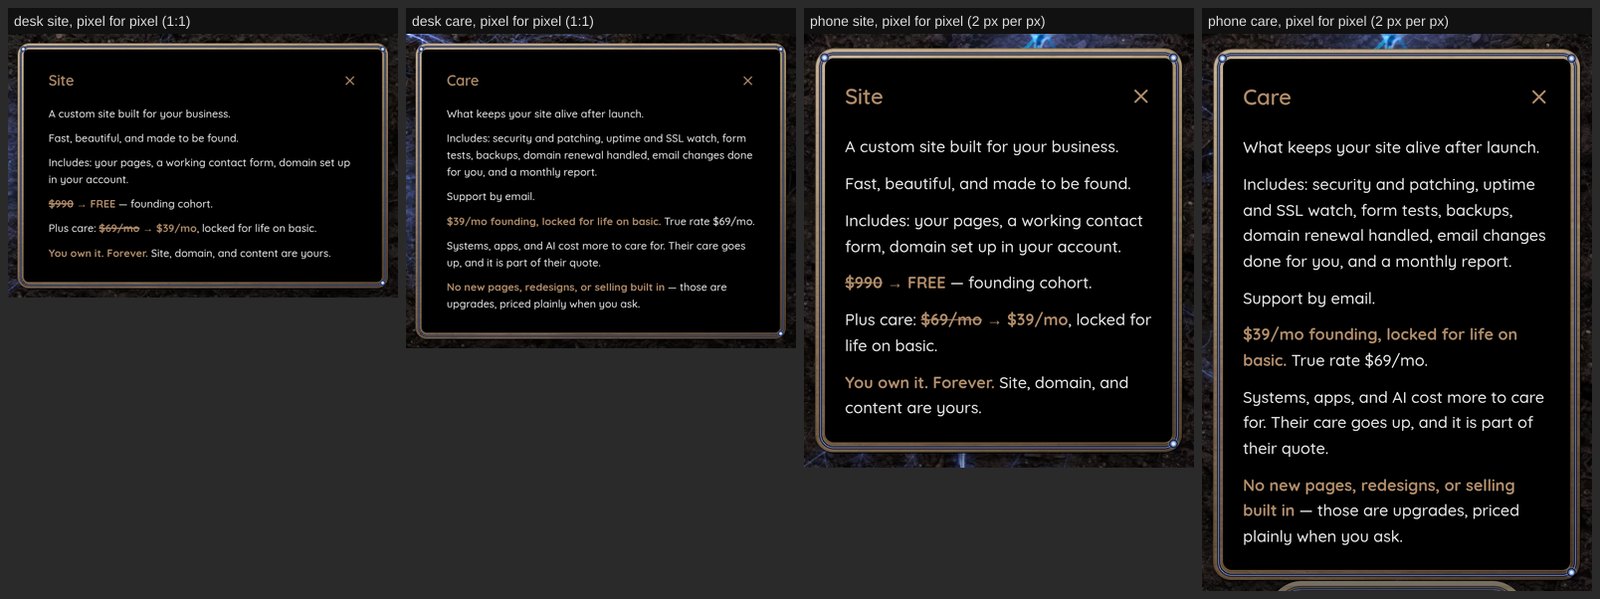 desk site, pixel for pixel (1:1)
Site
A custom site built for your business.
Fast, beautiful, and made to be found.
Includes: your pages, a working contact form, domain set up
in your account.
$990 → FREE — founding cohort.
Plus care: $69/mo → $39/mo, locked for life on basic.
You own it. Forever. Site, domain, and content are yours.
desk care, pixel for pixel (1:1)
Care
What keeps your site alive after launch.
Includes: security and patching, uptime and SSL watch, form
tests, backups, domain renewal handled, email changes done
for you, and a monthly report.
Support by email.
$39/mo founding, locked for life on basic. True rate $69/mo.
Systems, apps, and AI cost more to care for. Their care goes
up, and it is part of their quote.
No new pages, redesigns, or selling built in — those are
upgrades, priced plainly when you ask.
phone site, pixel for pixel (2 px per px)
Site
A custom site built for your business.
Fast, beautiful, and made to be found.
Includes: your pages, a working contact
form, domain set up in your account.
$990 → FREE — founding cohort.
Plus care: $69/mo → $39/mo, locked for
life on basic.
You own it. Forever. Site, domain, and
content are yours.
phone care, pixel for pixel (2 px per px)
Care
What keeps your site alive after launch.
Includes: security and patching, uptime
and SSL watch, form tests, backups,
domain renewal handled, email changes
done for you, and a monthly report.
Support by email.
$39/mo founding, locked for life on
basic. True rate $69/mo.
Systems, apps, and AI cost more to care
for. Their care goes up, and it is part of
their quote.
No new pages, redesigns, or selling
built in — those are upgrades, priced
plainly when you ask.